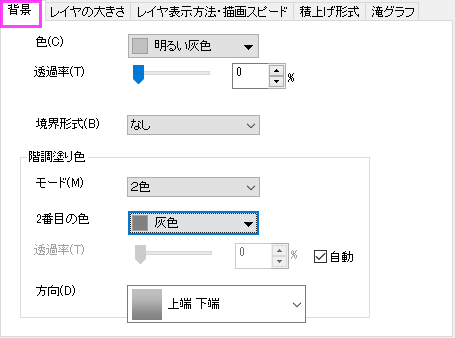 背景 レイヤの大きさ レイヤ表示方法・描画スピード 積上げ形式 滝グラフ
色(C) 明るい灰色
透過率(T) 0 %
境界形式(B) なし
階調塗り色
モード(M) 2色
2番目の色 灰色
透過率(T) 0 % 自動
方向(D) 上端 下端